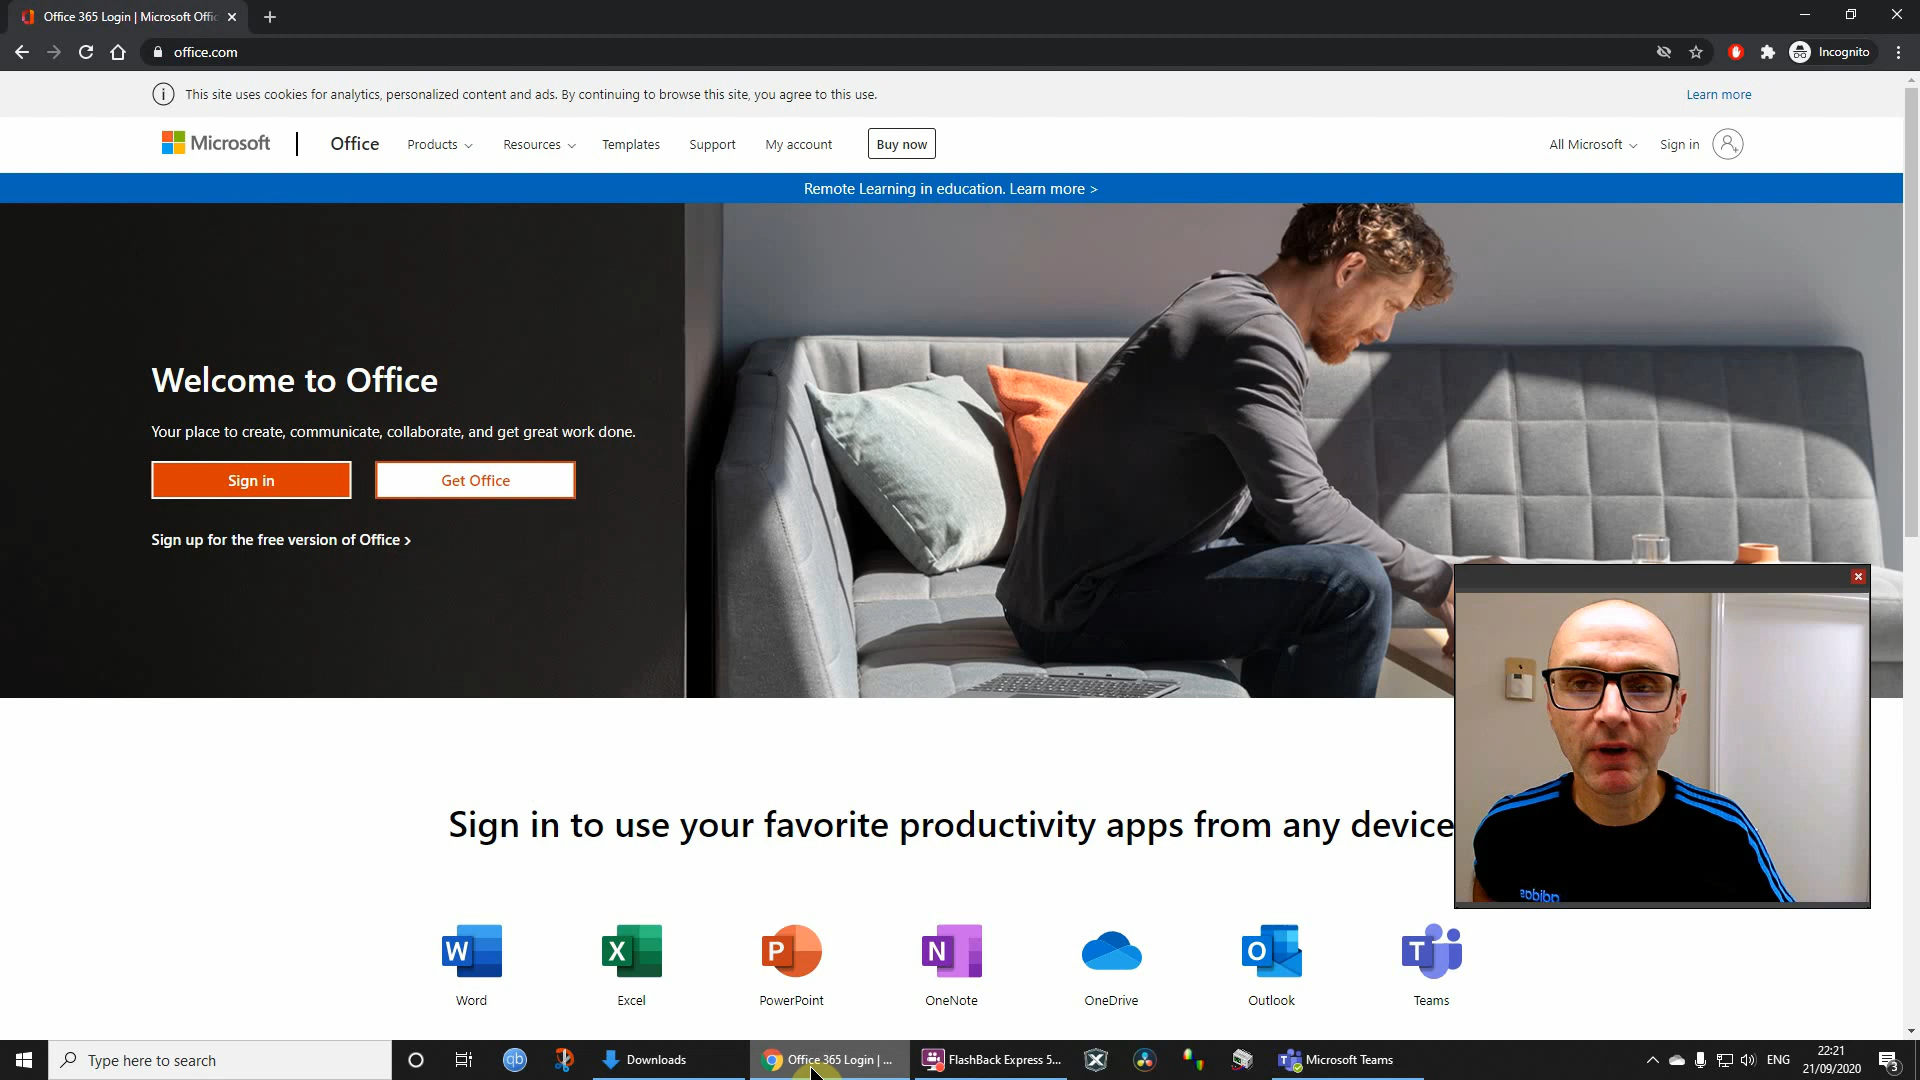 Office 365 Login | Microsoft Offic
office.com
Incognito
This site uses cookies for analytics, personalized content and ads. By continuing to browse this site, you agree to this use.
Learn more
Microsoft
Office
Products
Resources
Templates
Support
My account
Buy now
All Microsoft
Sign in
Remote Learning in education. Learn more >
Welcome to Office
Your place to create, communicate, collaborate, and get great work done.
Sign in
Get Office
Sign up for the free version of Office >
Sign in to use your favorite productivity apps from any device
adidas
W
X
P
N
O
T
Word
Excel
PowerPoint
OneNote
OneDrive
Outlook
Teams
Type here to search
qb
Downloads
Office 365 Login | ...
FlashBack Express 5...
Microsoft Teams
ENG
22:21
21/09/2020
3